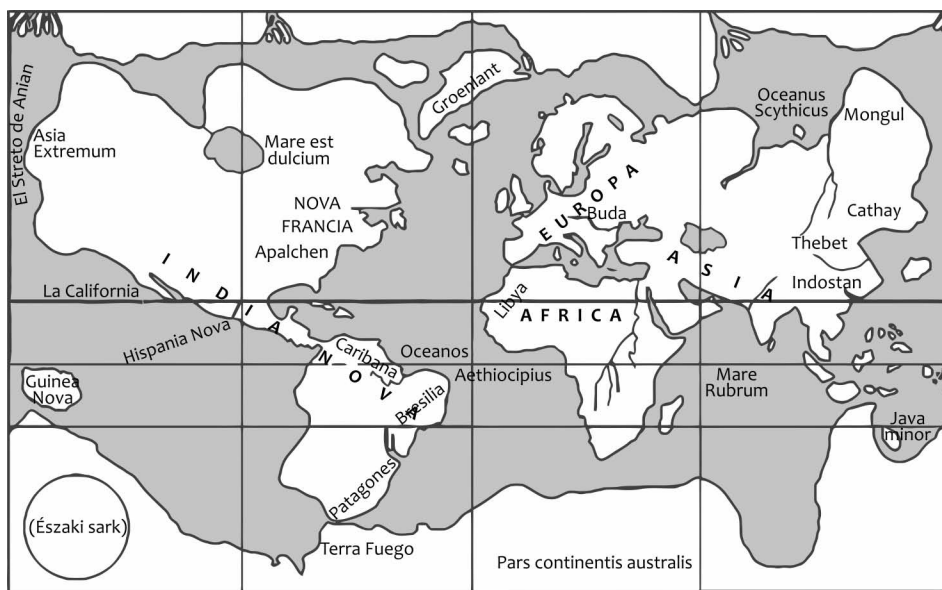 El Streto de Anian
Asia
Extremum
Mare est
dulcium
Groenlant
Oceanus
Scythicus
Mongul
NOVA
FRANCIA
Apalchen
EUROPA
Buda
Cathay
Thebet
Indostan
ASIA
La California
INDIA NOVA
Hispania Nova
Libya
AFRICA
Caribana
Oceanos
Aethiocipius
Mare
Rubrum
Guinea
Nova
Bresilia
Java
minor
Patagones
(Északi sark)
Terra Fuego
Pars continentis australis